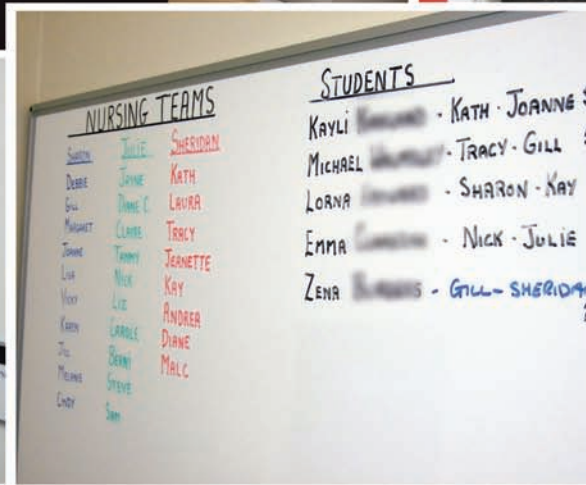 NURSING TEAMS
SHARON JULIE SHERIDAN
DEBBIE JAYNE KATH
GILL DIANE C. LAURA
MARGARET CLAIRE TRACY
JOANNE TAMMY JEANETTE
LISA NICK KAY
VICKY LIZ ANDREA
KAREN CAROLE DIANE
JILL BERNI MALC
MELANIE STEVE
CINDY SAM
STUDENTS
KAYLI - KATH - JOANNE
MICHAEL - TRACY - GILL
LORNA - SHARON - KAY
EMMA - NICK - JULIE
ZENA - GILL - SHERIDAN